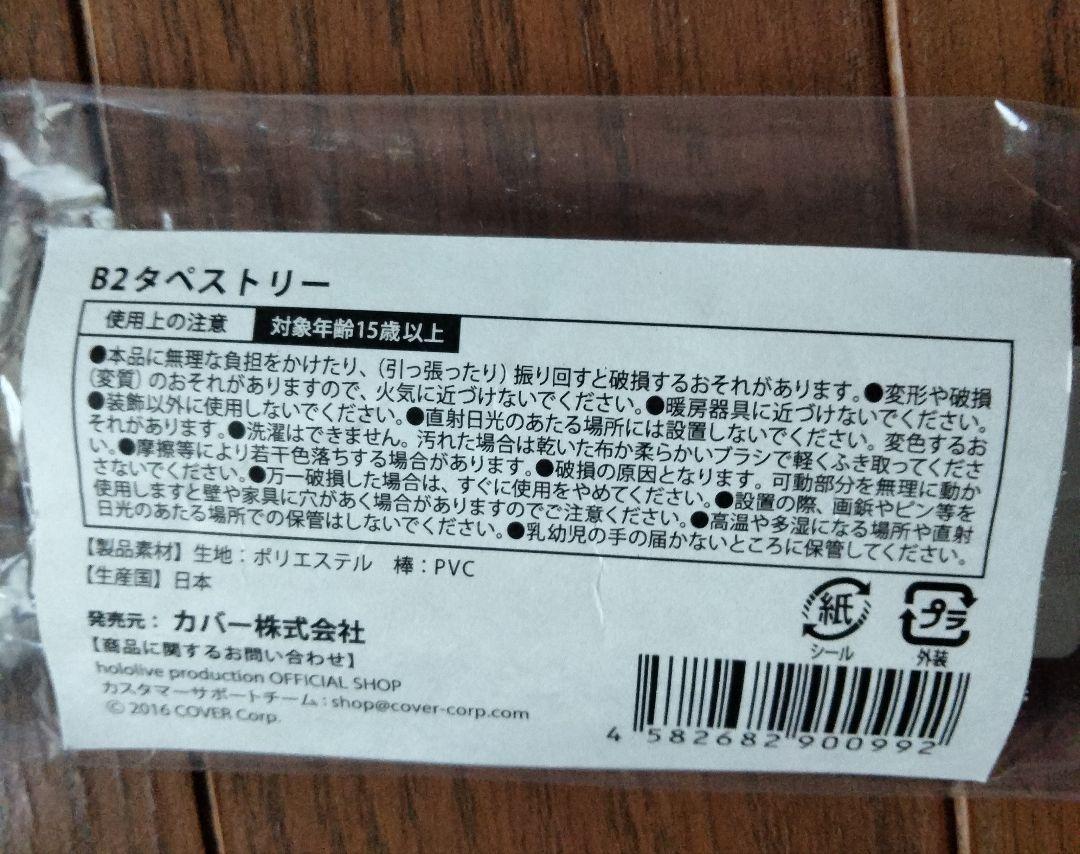 B2タペストリー
使用上の注意 対象年齢15歳以上
●本品に無理な負担をかけたり、（引っ張ったり）振り回すと破損するおそれがあります。●変形や破損
（変質）のおそれがありますので、火気に近づけないでください。●暖房器具に近づけないでください。
●装飾以外に使用しないでください。●直射日光のあたる場所には設置しないでください。変色するお
それがあります。●洗濯はできません。汚れた場合は乾いた布か柔らかいブラシで軽くふき取ってくださ
い。●摩擦等により若干色落ちする場合があります。●破損の原因となります。可動部分を無理に動か
さないでください。●万一破損した場合は、すぐに使用をやめてください。●設置の際、画鋲やピン等を
使用しますと壁や家具に穴があく場合がありますのでご注意ください。●高温や多湿になる場所や直射
日光のあたる場所での保管はしないでください。●乳幼児の手の届かないところに保管してください。
【製品素材】生地：ポリエステル 棒：PVC
【生産国】日本
発売元：カバー株式会社
【商品に関するお問い合わせ】
hololive production OFFICIAL SHOP
カスタマーサポートチーム：shop@cover-corp.com
© 2016 COVER Corp.
紙
シール
プラ
外装
4 582682 900992